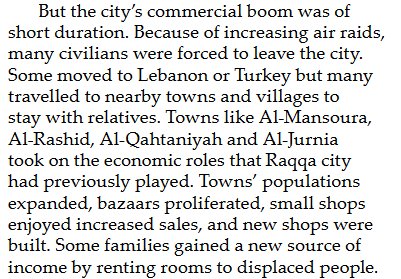 But the city’s commercial boom was of
short duration. Because of increasing air raids,
many civilians were forced to leave the city.
Some moved to Lebanon or Turkey but many
travelled to nearby towns and villages to
stay with relatives. Towns like Al-Mansoura,
Al-Rashid, Al-Qahtaniyah and Al-Jurnia
took on the economic roles that Raqqa city
had previously played. Towns’ populations
expanded, bazaars proliferated, small shops
enjoyed increased sales, and new shops were
built. Some families gained a new source of
income by renting rooms to displaced people.